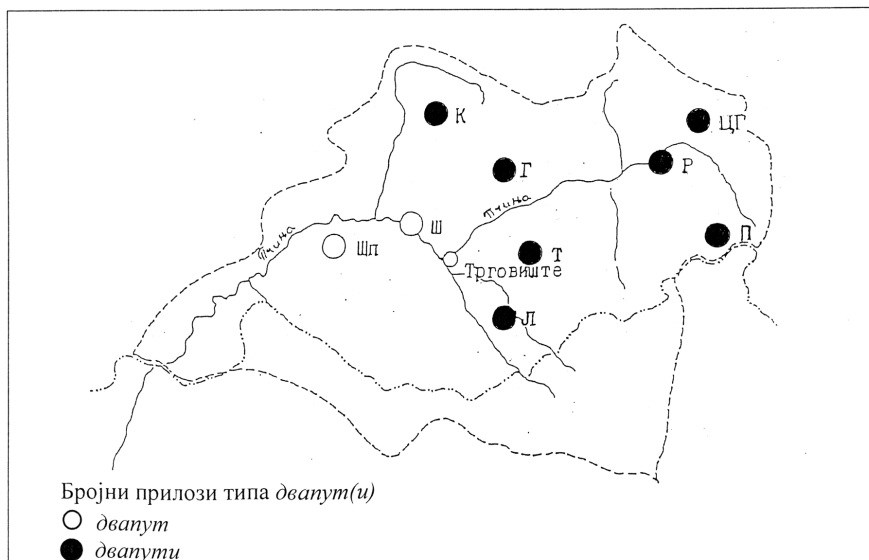 К
ЦГ
Г
Р
Пчиња
Ш
П
Пчиња
Шп
Т
Трговиште
Л
Бројни прилози типа двапут(и)
двапут
двапути